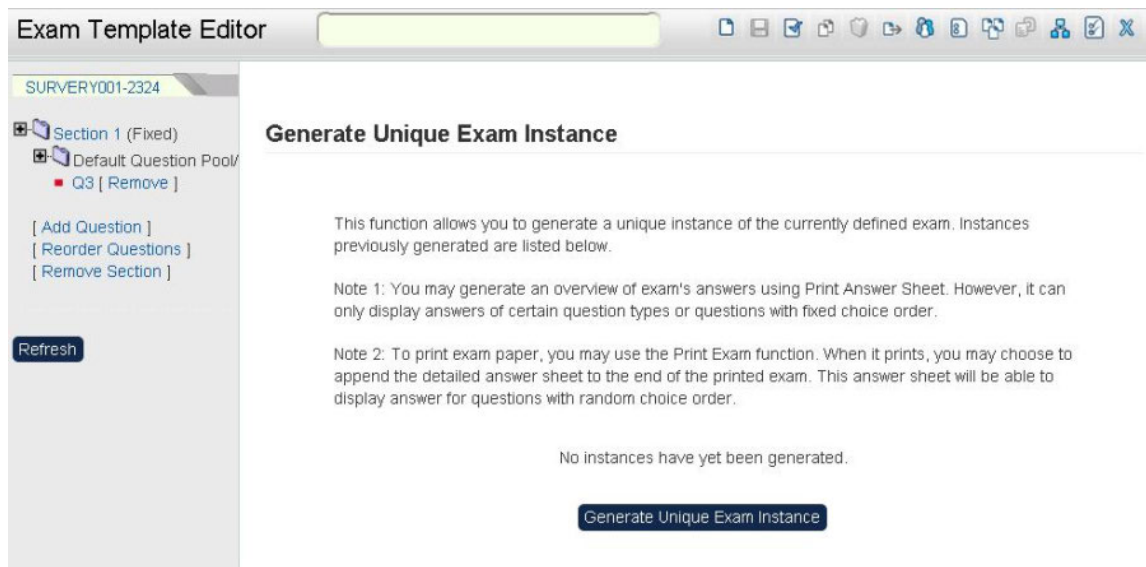 Exam Template Editor
SURVERY001-2324
Section 1 (Fixed)
Default Question Pool/
Q3 [ Remove ]
[ Add Question ]
[ Reorder Questions ]
[ Remove Section ]
Refresh
Generate Unique Exam Instance
This function allows you to generate a unique instance of the currently defined exam. Instances
previously generated are listed below.
Note 1: You may generate an overview of exam's answers using Print Answer Sheet. However, it can
only display answers of certain question types or questions with fixed choice order.
Note 2: To print exam paper, you may use the Print Exam function. When it prints, you may choose to
append the detailed answer sheet to the end of the printed exam. This answer sheet will be able to
display answer for questions with random choice order.
No instances have yet been generated.
Generate Unique Exam Instance